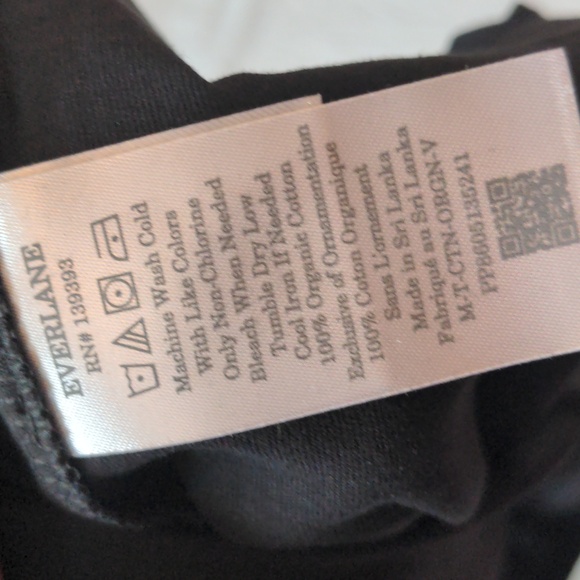 EVERLANE
RN# 139393
Machine Wash Cold
With Like Colors
Only Non-Chlorine
Bleach When Needed
Tumble Dry Low
Cool Iron If Needed
100% Organic Cotton
Exclusive of Ornamentation
100% Coton Organique
Sans L'ornement
Made in Sri Lanka
Fabriqué au Sri Lanka
M-T-CTN-ORGN-V